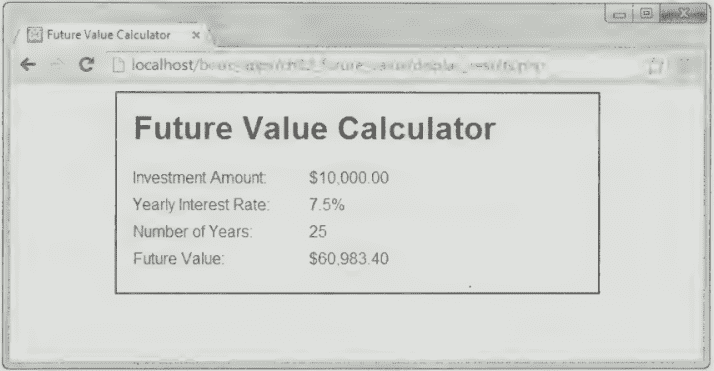 Future Value Calculator
localhost/
Future Value Calculator
Investment Amount: $10,000.00
Yearly Interest Rate: 7.5%
Number of Years: 25
Future Value: $60,983.40